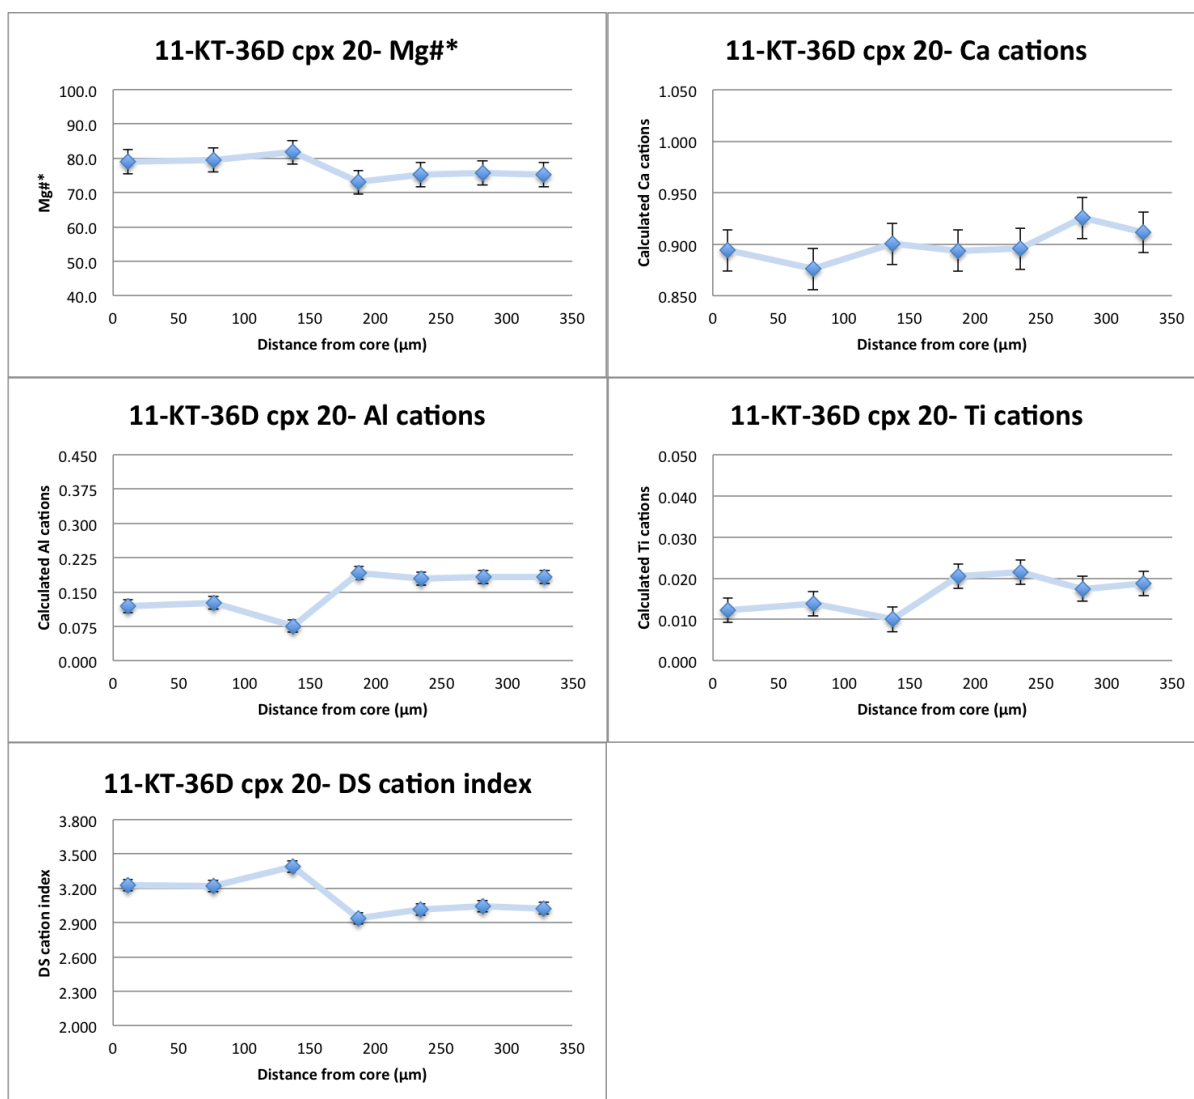 11-KT-36D cpx 20- Mg#*
100.0
90.0
80.0
70.0
60.0
50.0
40.0
Mg#*
0 50 100 150 200 250 300 350
Distance from core (μm)
11-KT-36D cpx 20- Ca cations
1.050
1.000
0.950
0.900
0.850
Calculated Ca cations
0 50 100 150 200 250 300 350
Distance from core (μm)
11-KT-36D cpx 20- Al cations
0.450
0.375
0.300
0.225
0.150
0.075
0.000
Calculated Al cations
0 50 100 150 200 250 300 350
Distance from core (μm)
11-KT-36D cpx 20- Ti cations
0.050
0.040
0.030
0.020
0.010
0.000
Calculated Ti cations
0 50 100 150 200 250 300 350
Distance from core (μm)
11-KT-36D cpx 20- DS cation index
3.800
3.500
3.200
2.900
2.600
2.300
2.000
DS cation index
0 50 100 150 200 250 300 350
Distance from core (μm)